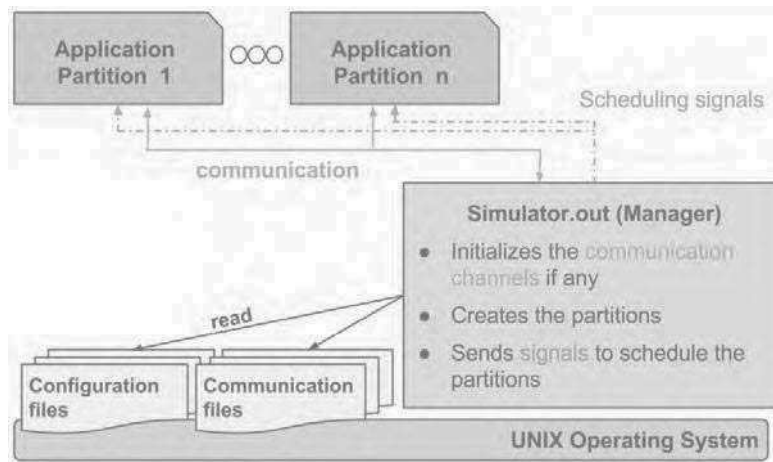 Application
Partition 1
Application
Partition n
Scheduling signals
communication
Simulator.out (Manager)
● Initializes the communication
channels if any
● Creates the partitions
● Sends signals to schedule the
partitions
read
Configuration
files
Communication
files
UNIX Operating System